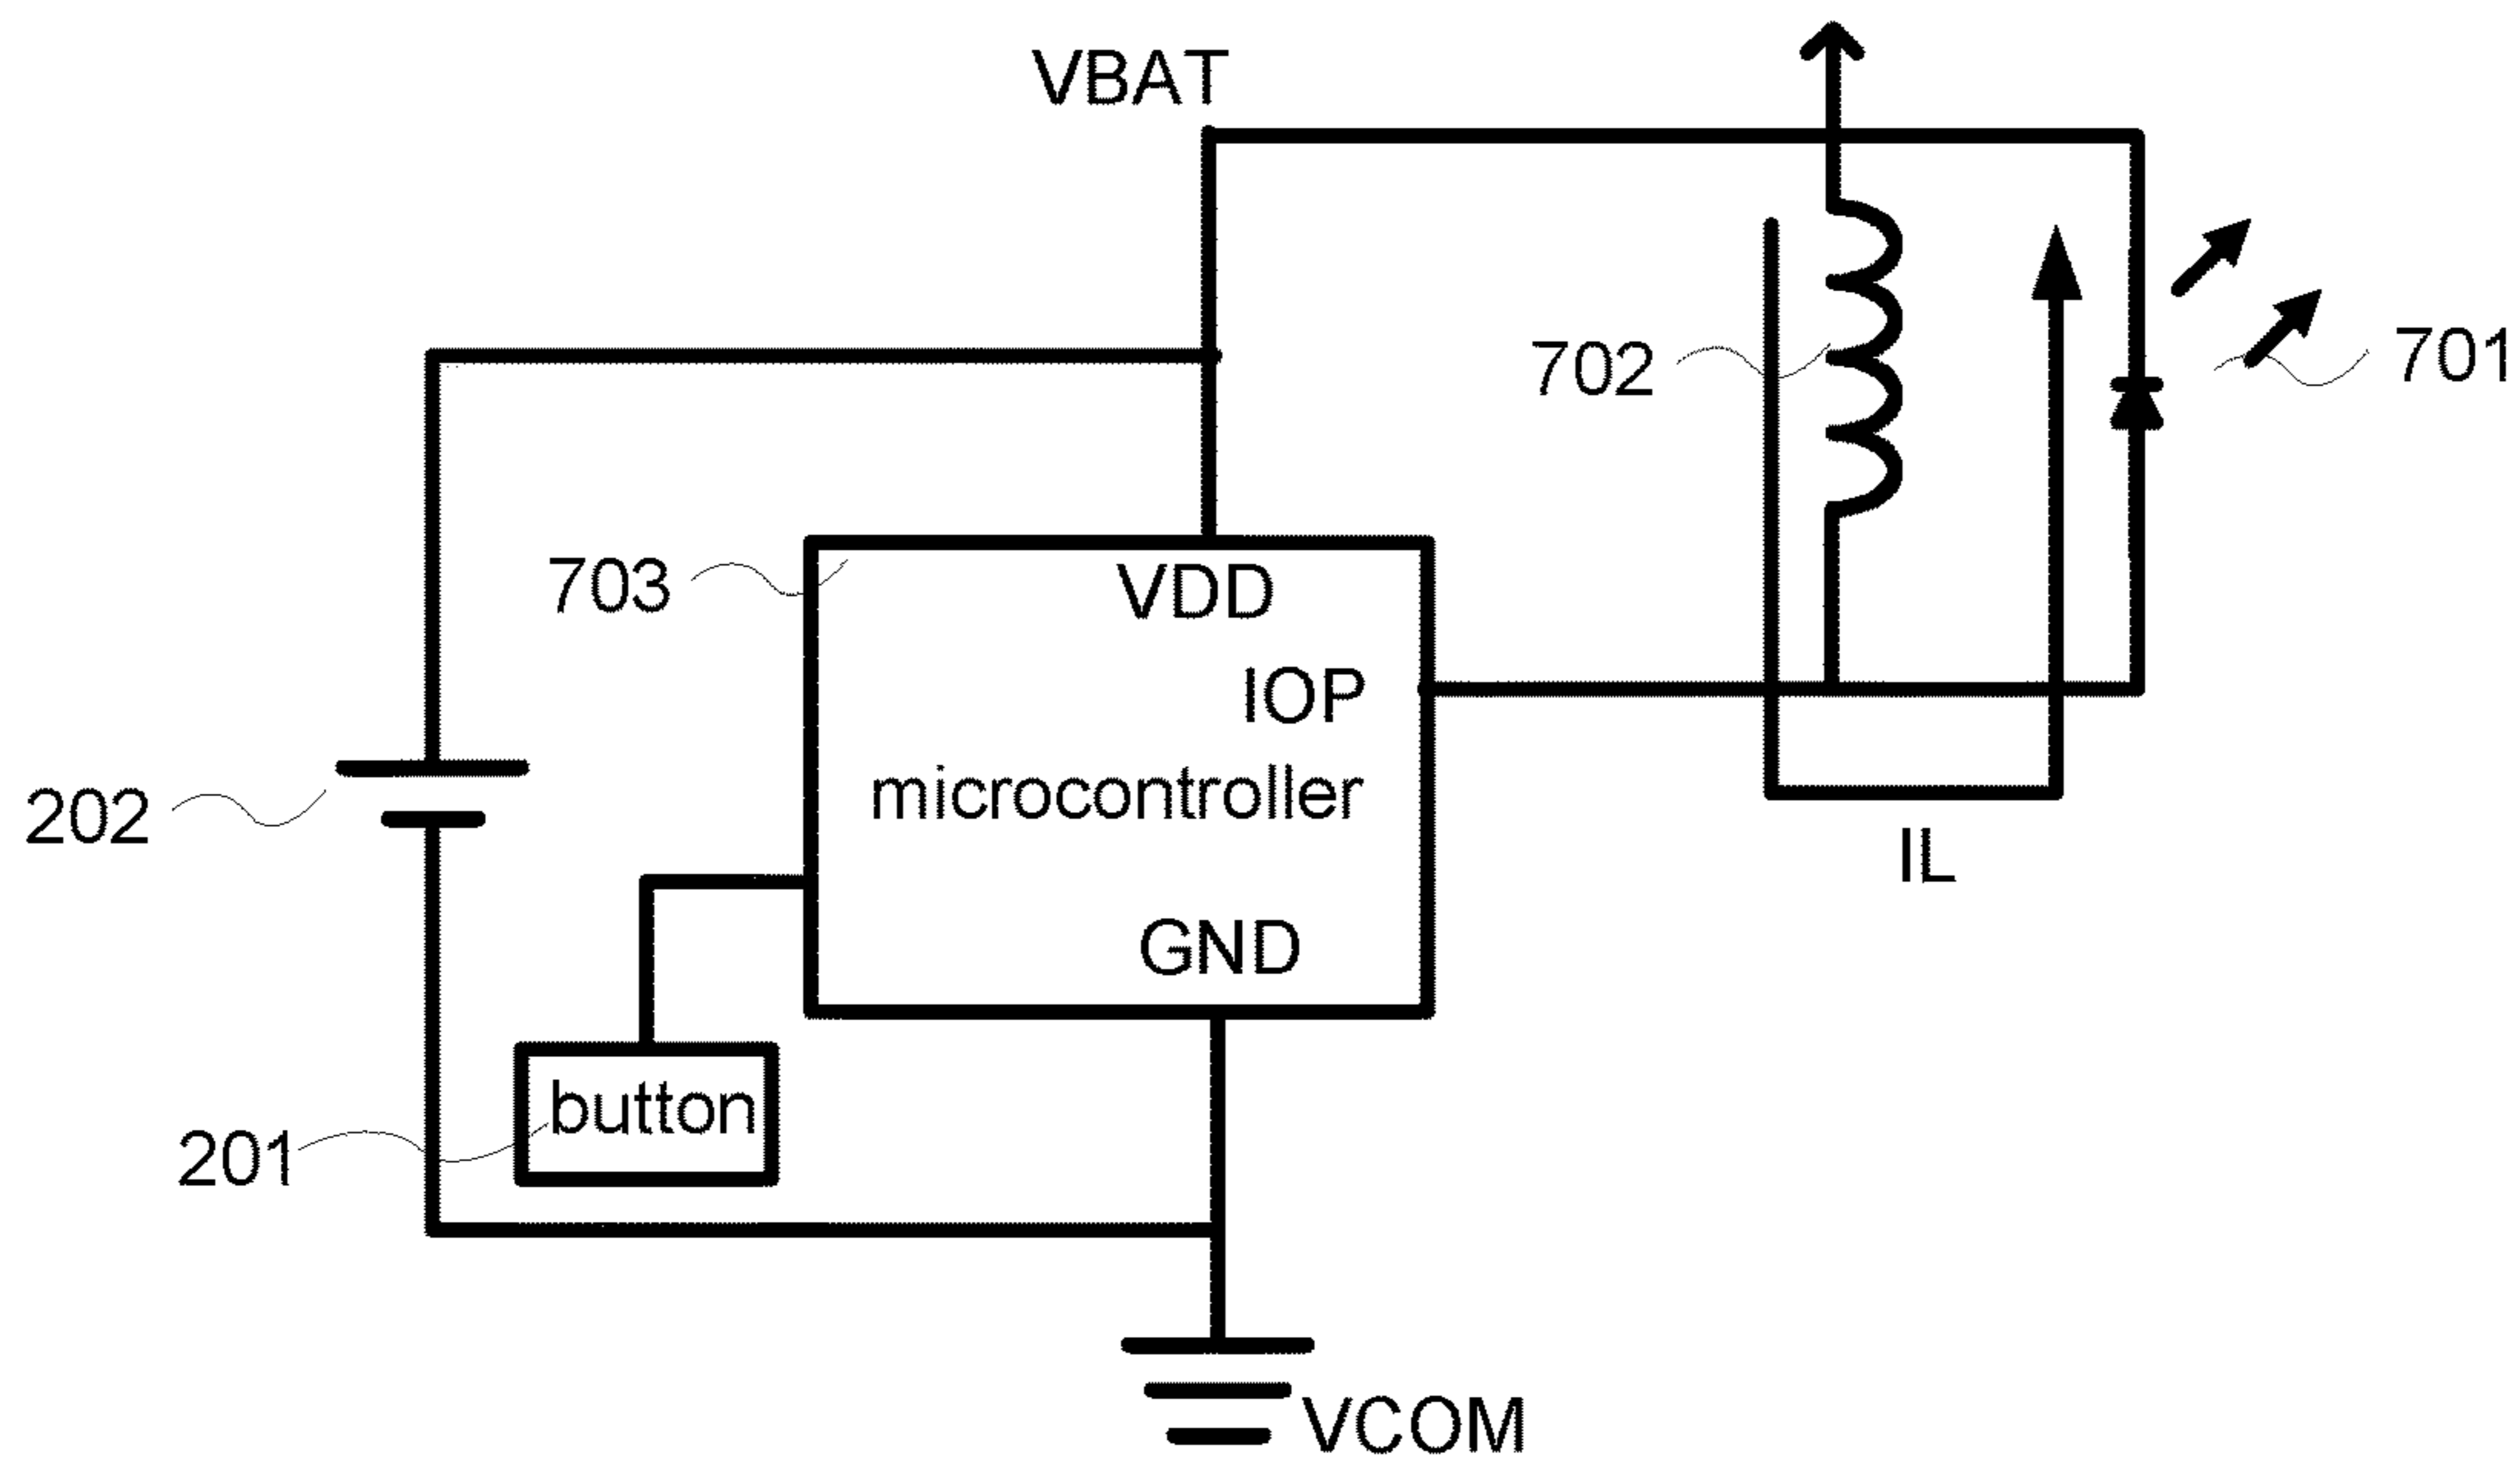 VBAT
702
701
703
VDD
IOP
microcontroller
202
IL
GND
button
201
VCOM